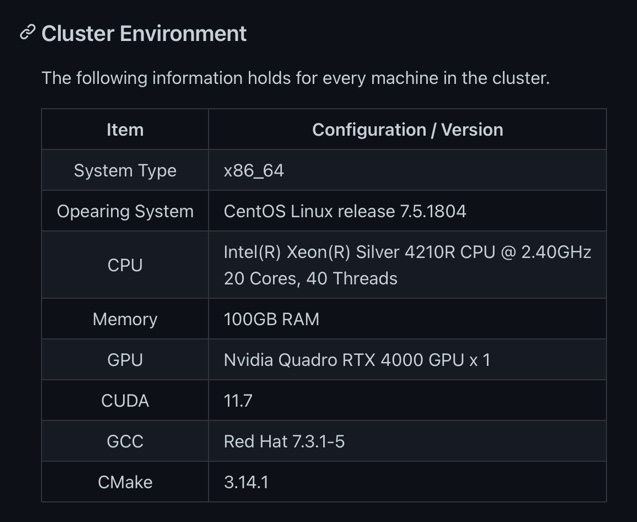 Cluster Environment
The following information holds for every machine in the cluster.
Item Configuration / Version
System Type x86_64
Opearing System CentOS Linux release 7.5.1804
CPU Intel(R) Xeon(R) Silver 4210R CPU @ 2.40GHz
20 Cores, 40 Threads
Memory 100GB RAM
GPU Nvidia Quadro RTX 4000 GPU x 1
CUDA 11.7
GCC Red Hat 7.3.1-5
CMake 3.14.1